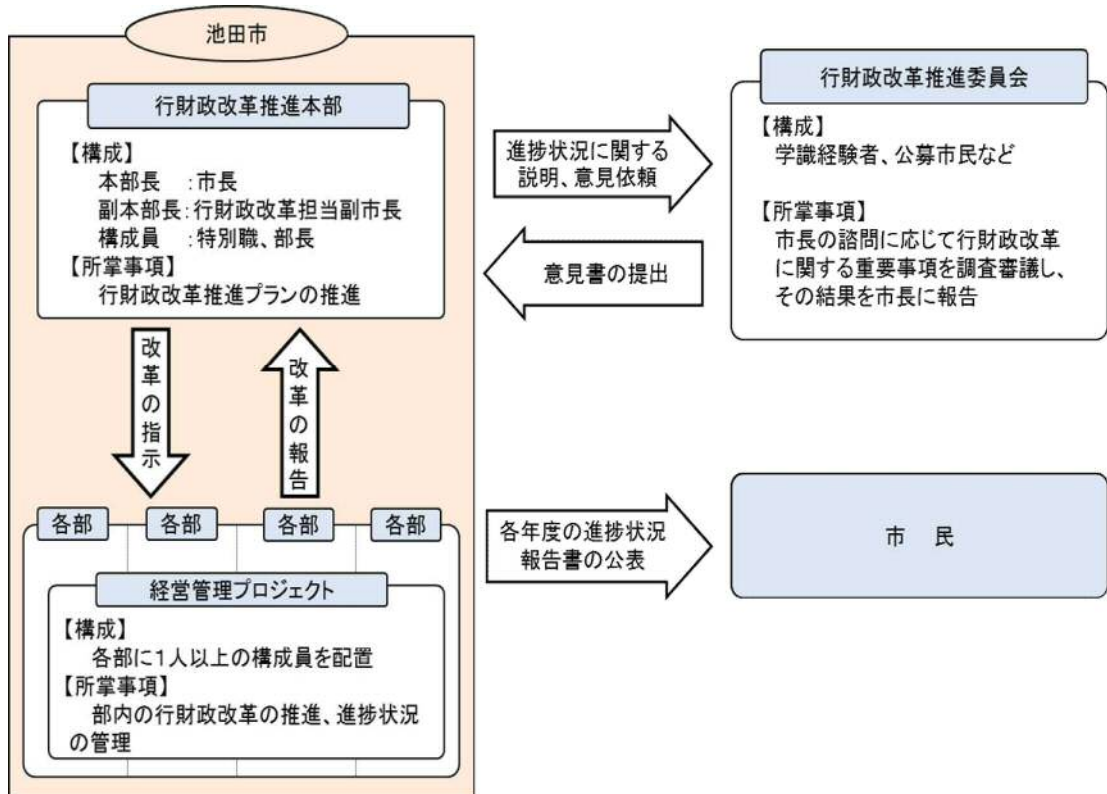 池田市
行財政改革推進本部
【構成】
本部長　：市長
副本部長：行財政改革担当副市長
構成員　：特別職、部長
【所掌事項】
行財政改革推進プランの推進
進捗状況に関する
説明、意見依頼
意見書の提出
行財政改革推進委員会
【構成】
学識経験者、公募市民など
【所掌事項】
市長の諮問に応じて行財政改革
に関する重要事項を調査審議し、
その結果を市長に報告
改革の指示
改革の報告
各部
各部
各部
各部
経営管理プロジェクト
【構成】
各部に１人以上の構成員を配置
【所掌事項】
部内の行財政改革の推進、進捗状況
の管理
各年度の進捗状況
報告書の公表
市　民